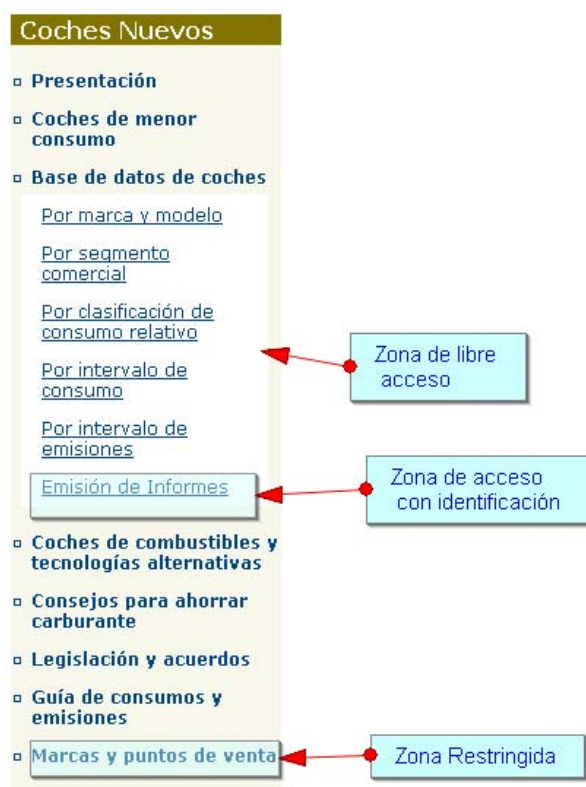 Coches Nuevos
Presentación
Coches de menor
consumo
Base de datos de coches
Por marca y modelo
Por segmento
comercial
Por clasificación de
consumo relativo
Por intervalo de
consumo
Por intervalo de
emisiones
Emisión de Informes
Coches de combustibles y
tecnologías alternativas
Consejos para ahorrar
carburante
Legislación y acuerdos
Guía de consumos y
emisiones
Marcas y puntos de venta
Zona de libre
acceso
Zona de acceso
con identificación
Zona Restringida